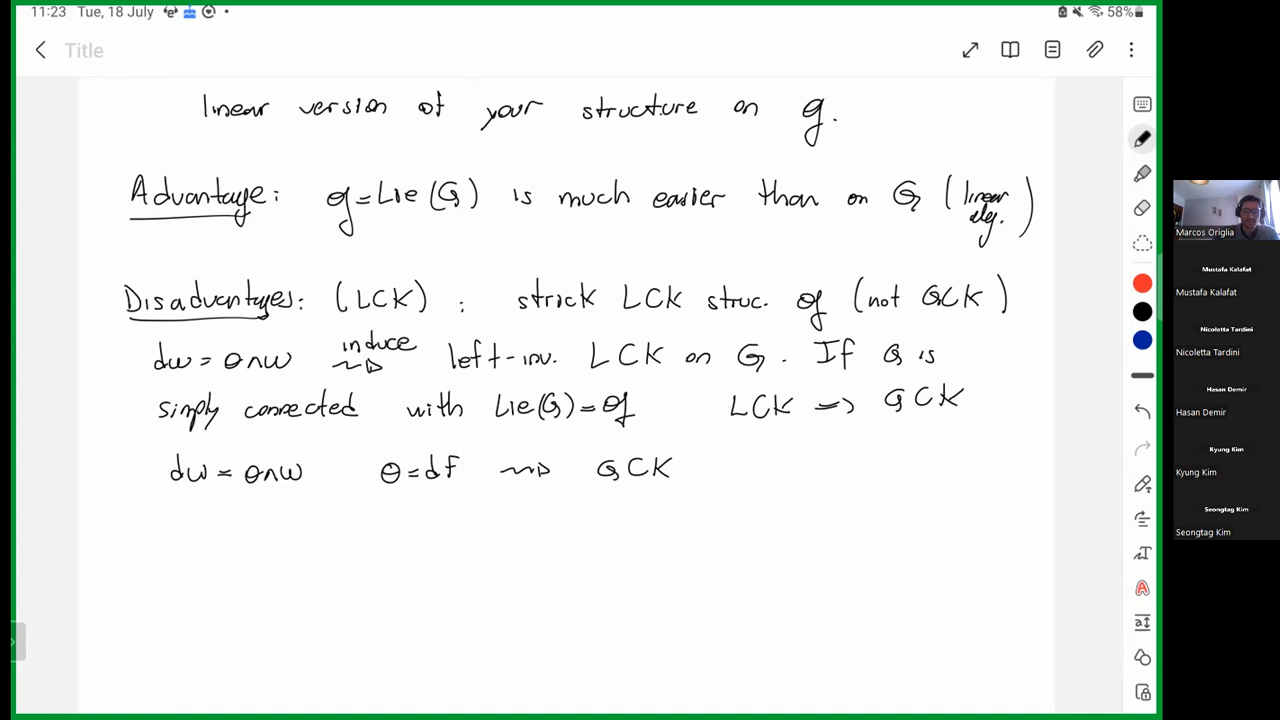 11:23 Tue, 18 July
58%
Title
linear version of your structure on g.
Advantage: g = Lie(G) is much easier than on G (linear alg.)
Disadvantages: (LCK) : strick LCK struc. g (not GCK)
dω = θ∧ω induce ⇝ left-inv. LCK on G. If G is
simply connected with Lie(G) = g LCK ⇒ GCK
dω = θ∧ω θ = df ⇝ GCK
Marcos Origlia
Mustafa Kalafat
Mustafa Kalafat
Nicoletta Tardini
Nicoletta Tardini
Hasan Demir
Hasan Demir
Kyung Kim
Kyung Kim
Seongtag Kim
Seongtag Kim